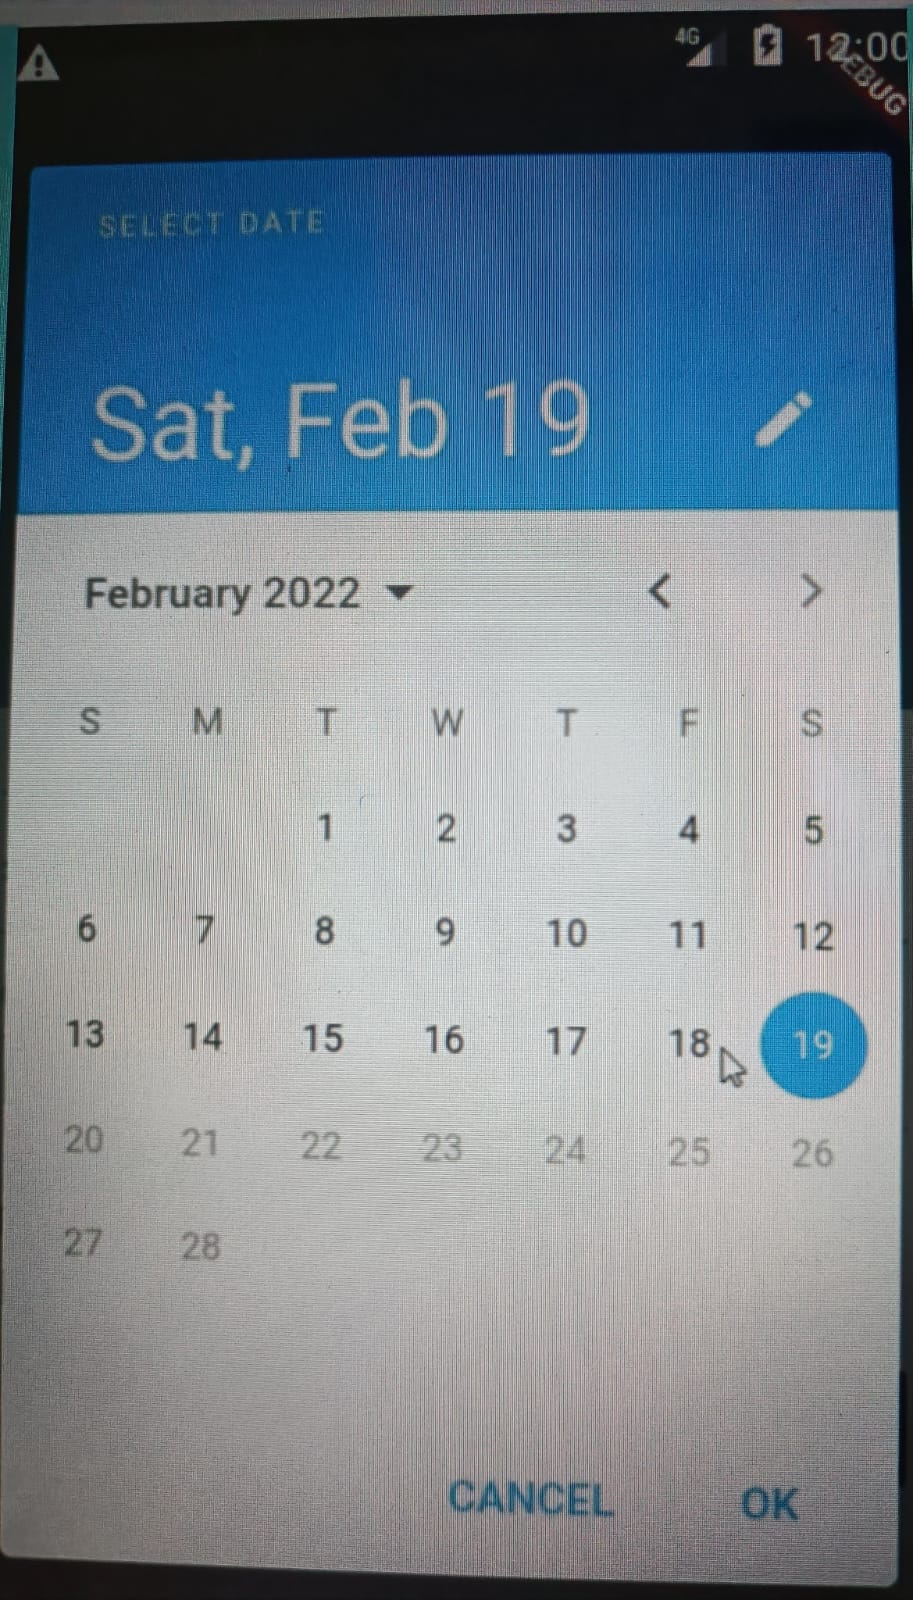 4G 12:00
DEBUG
SELECT DATE
Sat, Feb 19
February 2022
S M T W T F S
1 2 3 4 5
6 7 8 9 10 11 12
13 14 15 16 17 18 19
20 21 22 23 24 25 26
27 28
CANCEL OK